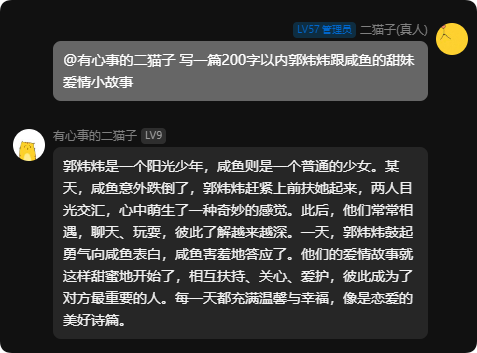 LV57 管理员 二猫子(真人)
@有心事的二猫子 写一篇200字以内郭炜炜跟咸鱼的甜妹
爱情小故事
有心事的二猫子 LV9
郭炜炜是一个阳光少年，咸鱼则是一个普通的少女。某
天，咸鱼意外跌倒了，郭炜炜赶紧上前扶她起来，两人目
光交汇，心中萌生了一种奇妙的感觉。此后，他们常常相
遇，聊天、玩耍，彼此了解越来越深。一天，郭炜炜鼓起
勇气向咸鱼表白，咸鱼害羞地答应了。他们的爱情故事就
这样甜蜜地开始了，相互扶持、关心、爱护，彼此成为了
对方最重要的人。每一天都充满温馨与幸福，像是恋爱的
美好诗篇。